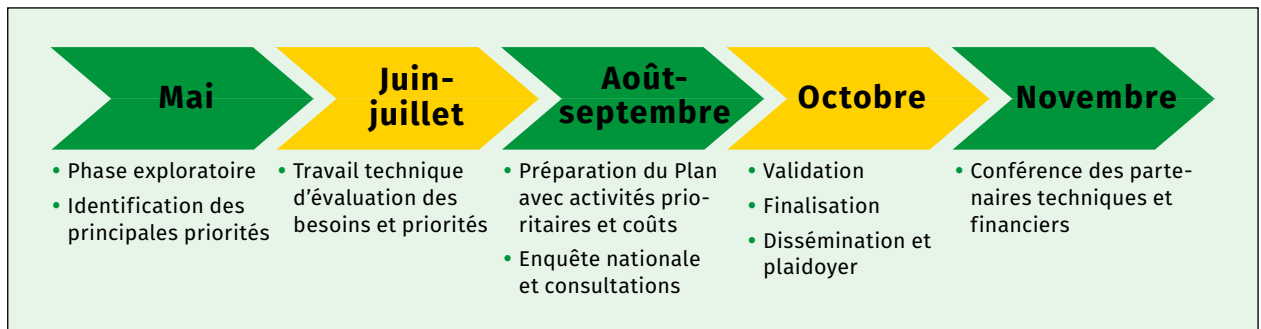 Mai
Juin-
juillet
Août-
septembre
Octobre
Novembre
• Phase exploratoire
• Identification des
principales priorités
• Travail technique
d’évaluation des
besoins et priorités
• Préparation du Plan
avec activités prio-
ritaires et coûts
• Enquête nationale
et consultations
• Validation
• Finalisation
• Dissémination et
plaidoyer
• Conférence des parte-
naires techniques et
financiers